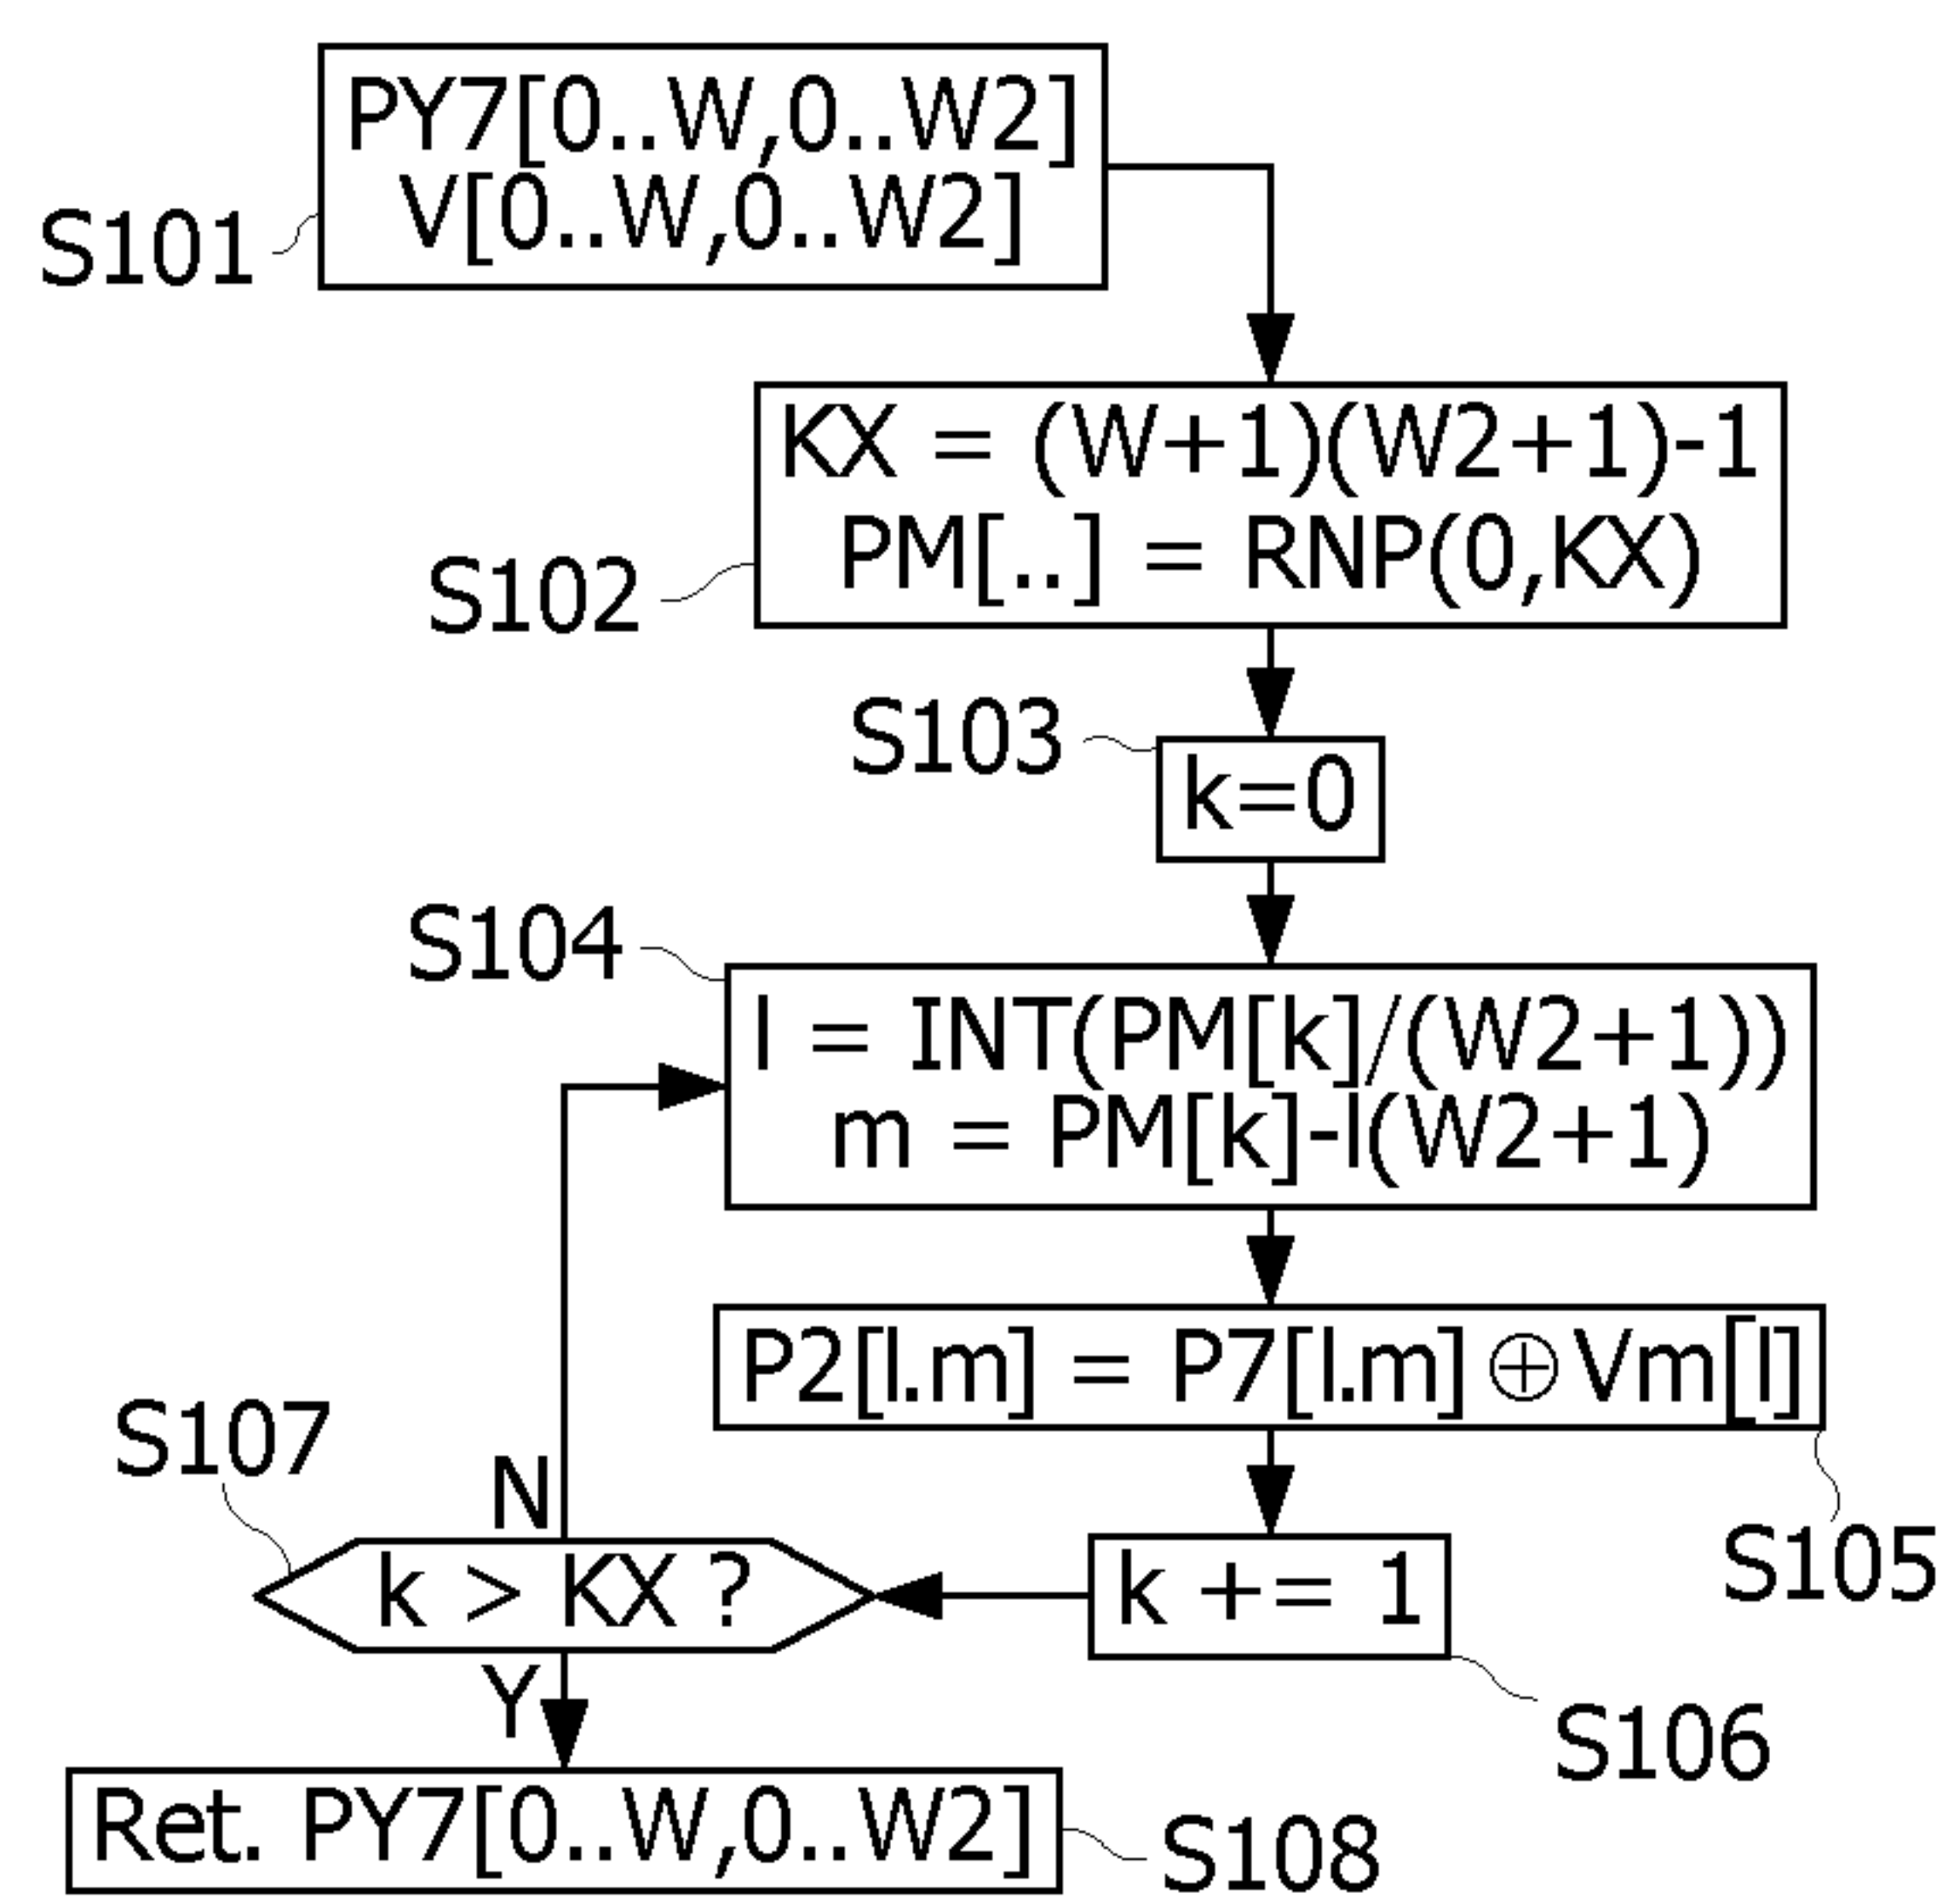 PY7[0..W,0..W2]
V[0..W,0..W2]
S101
KX = (W+1)(W2+1)-1
PM[..] = RNP(0,KX)
S102
S103
k=0
S104
l = INT(PM[k]/(W2+1))
m = PM[k]-l(W2+1)
P2[l.m] = P7[l.m] ⊕ Vm[l]
S105
S107
N
k > KX ?
k += 1
Y
S106
Ret. PY7[0..W,0..W2]
S108